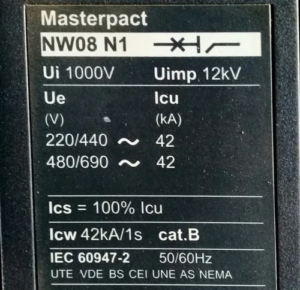 Masterpact
NW08 N1
Ui 1000V Uimp 12kV
Ue Icu
(V) (kA)
220/440 ~ 42
480/690 ~ 42
Ics = 100% Icu
Icw 42kA/1s cat.B
IEC 60947-2 50/60Hz
UTE VDE BS CEI UNE AS NEMA